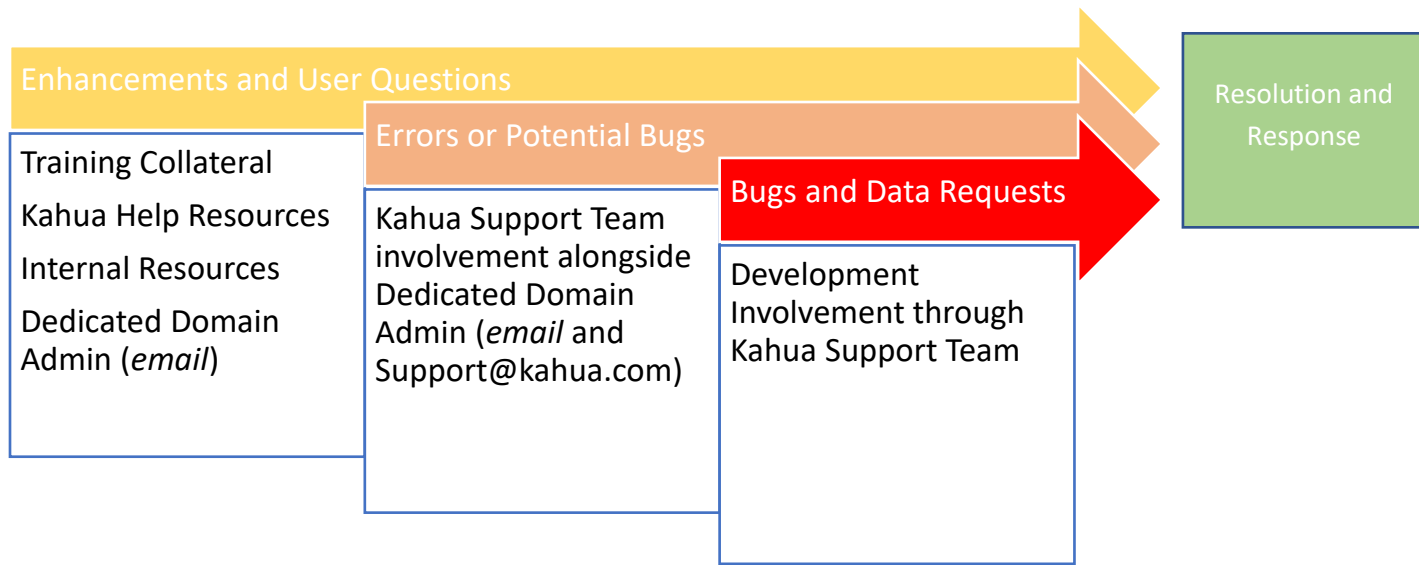 Enhancements and User Questions
Training Collateral
Kahua Help Resources
Internal Resources
Dedicated Domain
Admin (email)
Errors or Potential Bugs
Kahua Support Team
involvement alongside
Dedicated Domain
Admin (email and
Support@kahua.com)
Bugs and Data Requests
Development
Involvement through
Kahua Support Team
Resolution and
Response